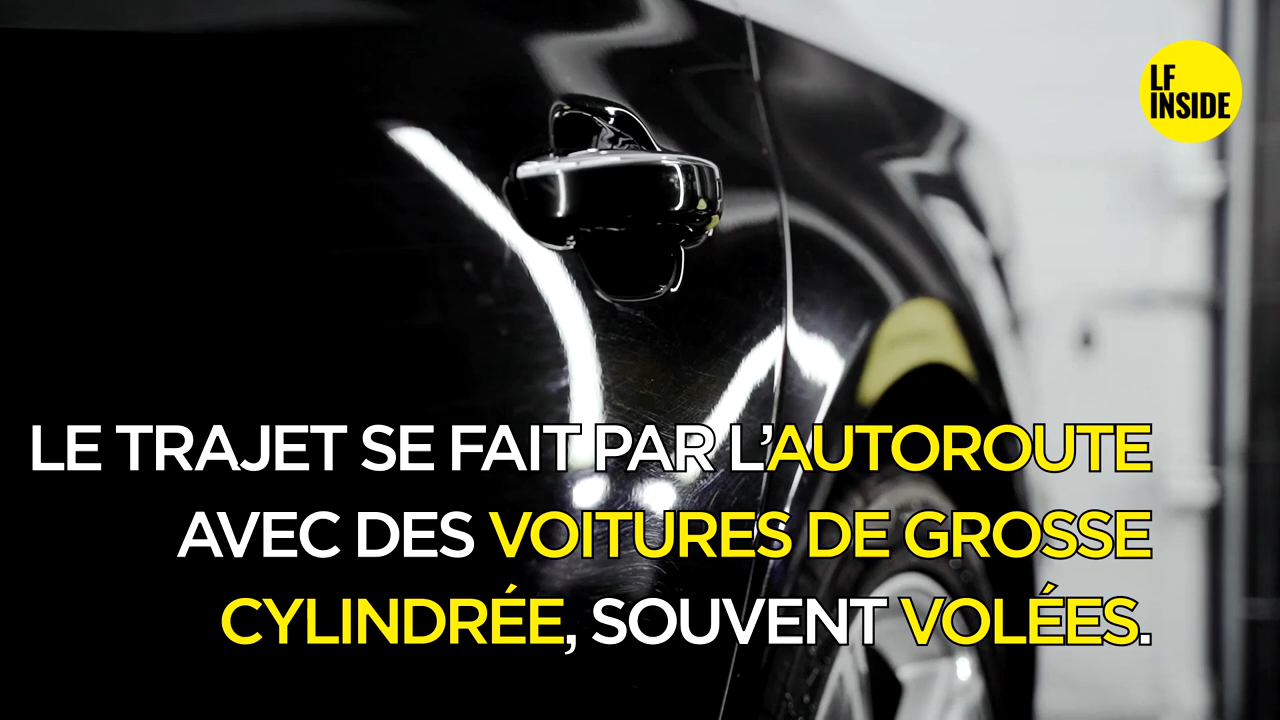 LF
INSIDE
LE TRAJET SE FAIT PAR L’AUTOROUTE
AVEC DES VOITURES DE GROSSE
CYLINDRÉE, SOUVENT VOLÉES.